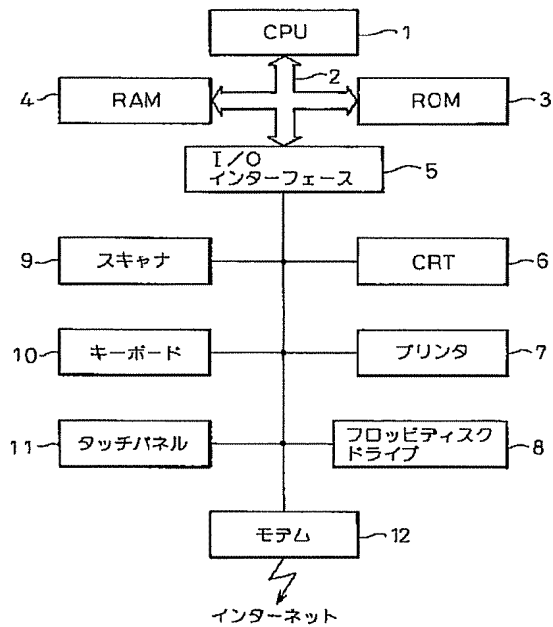 CPU
1
2
4
RAM
ROM
3
I/O
インターフェース
5
9
スキャナ
CRT
6
10
キーボード
プリンタ
7
11
タッチパネル
フロッピディスク
ドライブ
8
モデム
12
インターネット